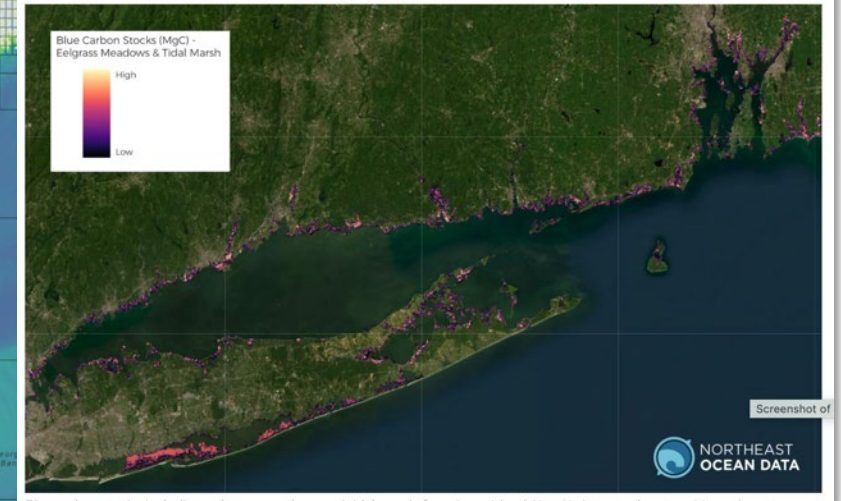 Blue Carbon Stocks (MgC) -
Eelgrass Meadows & Tidal Marsh
High
Low
Screenshot of
NORTHEAST
OCEAN DATA